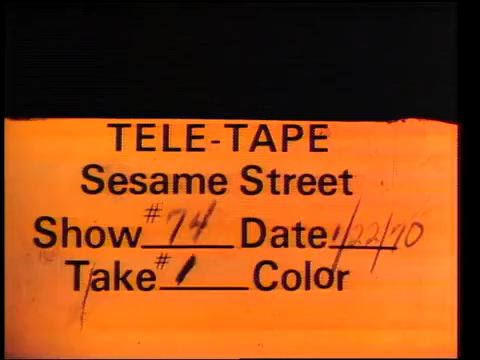 TELE-TAPE
Sesame Street
Show #74 Date 1/22/70
Take #1 Color